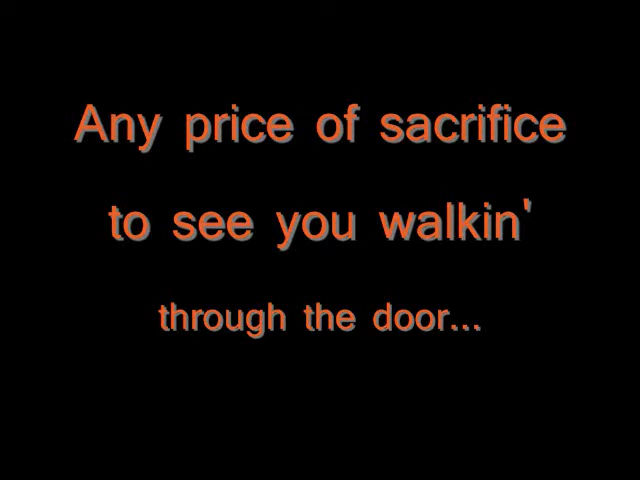 Any price of sacrifice
to see you walkin'
through the door...